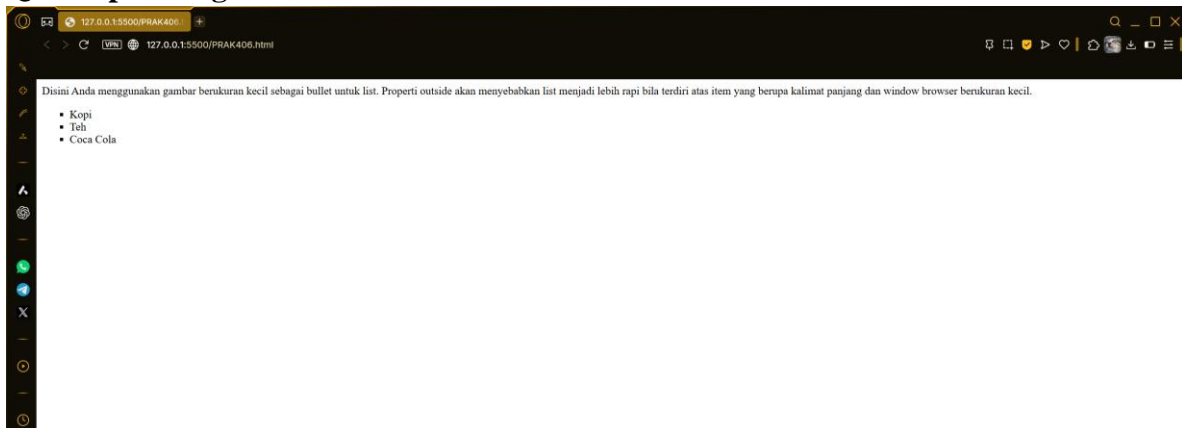 127.0.0.1:5500/PRAK406.
VPN 127.0.0.1:5500/PRAK406.html
Disini Anda menggunakan gambar berukuran kecil sebagai bullet untuk list. Properti outside akan menyebabkan list menjadi lebih rapi bila terdiri atas item yang berupa kalimat panjang dan window browser berukuran kecil.
Kopi
Teh
Coca Cola